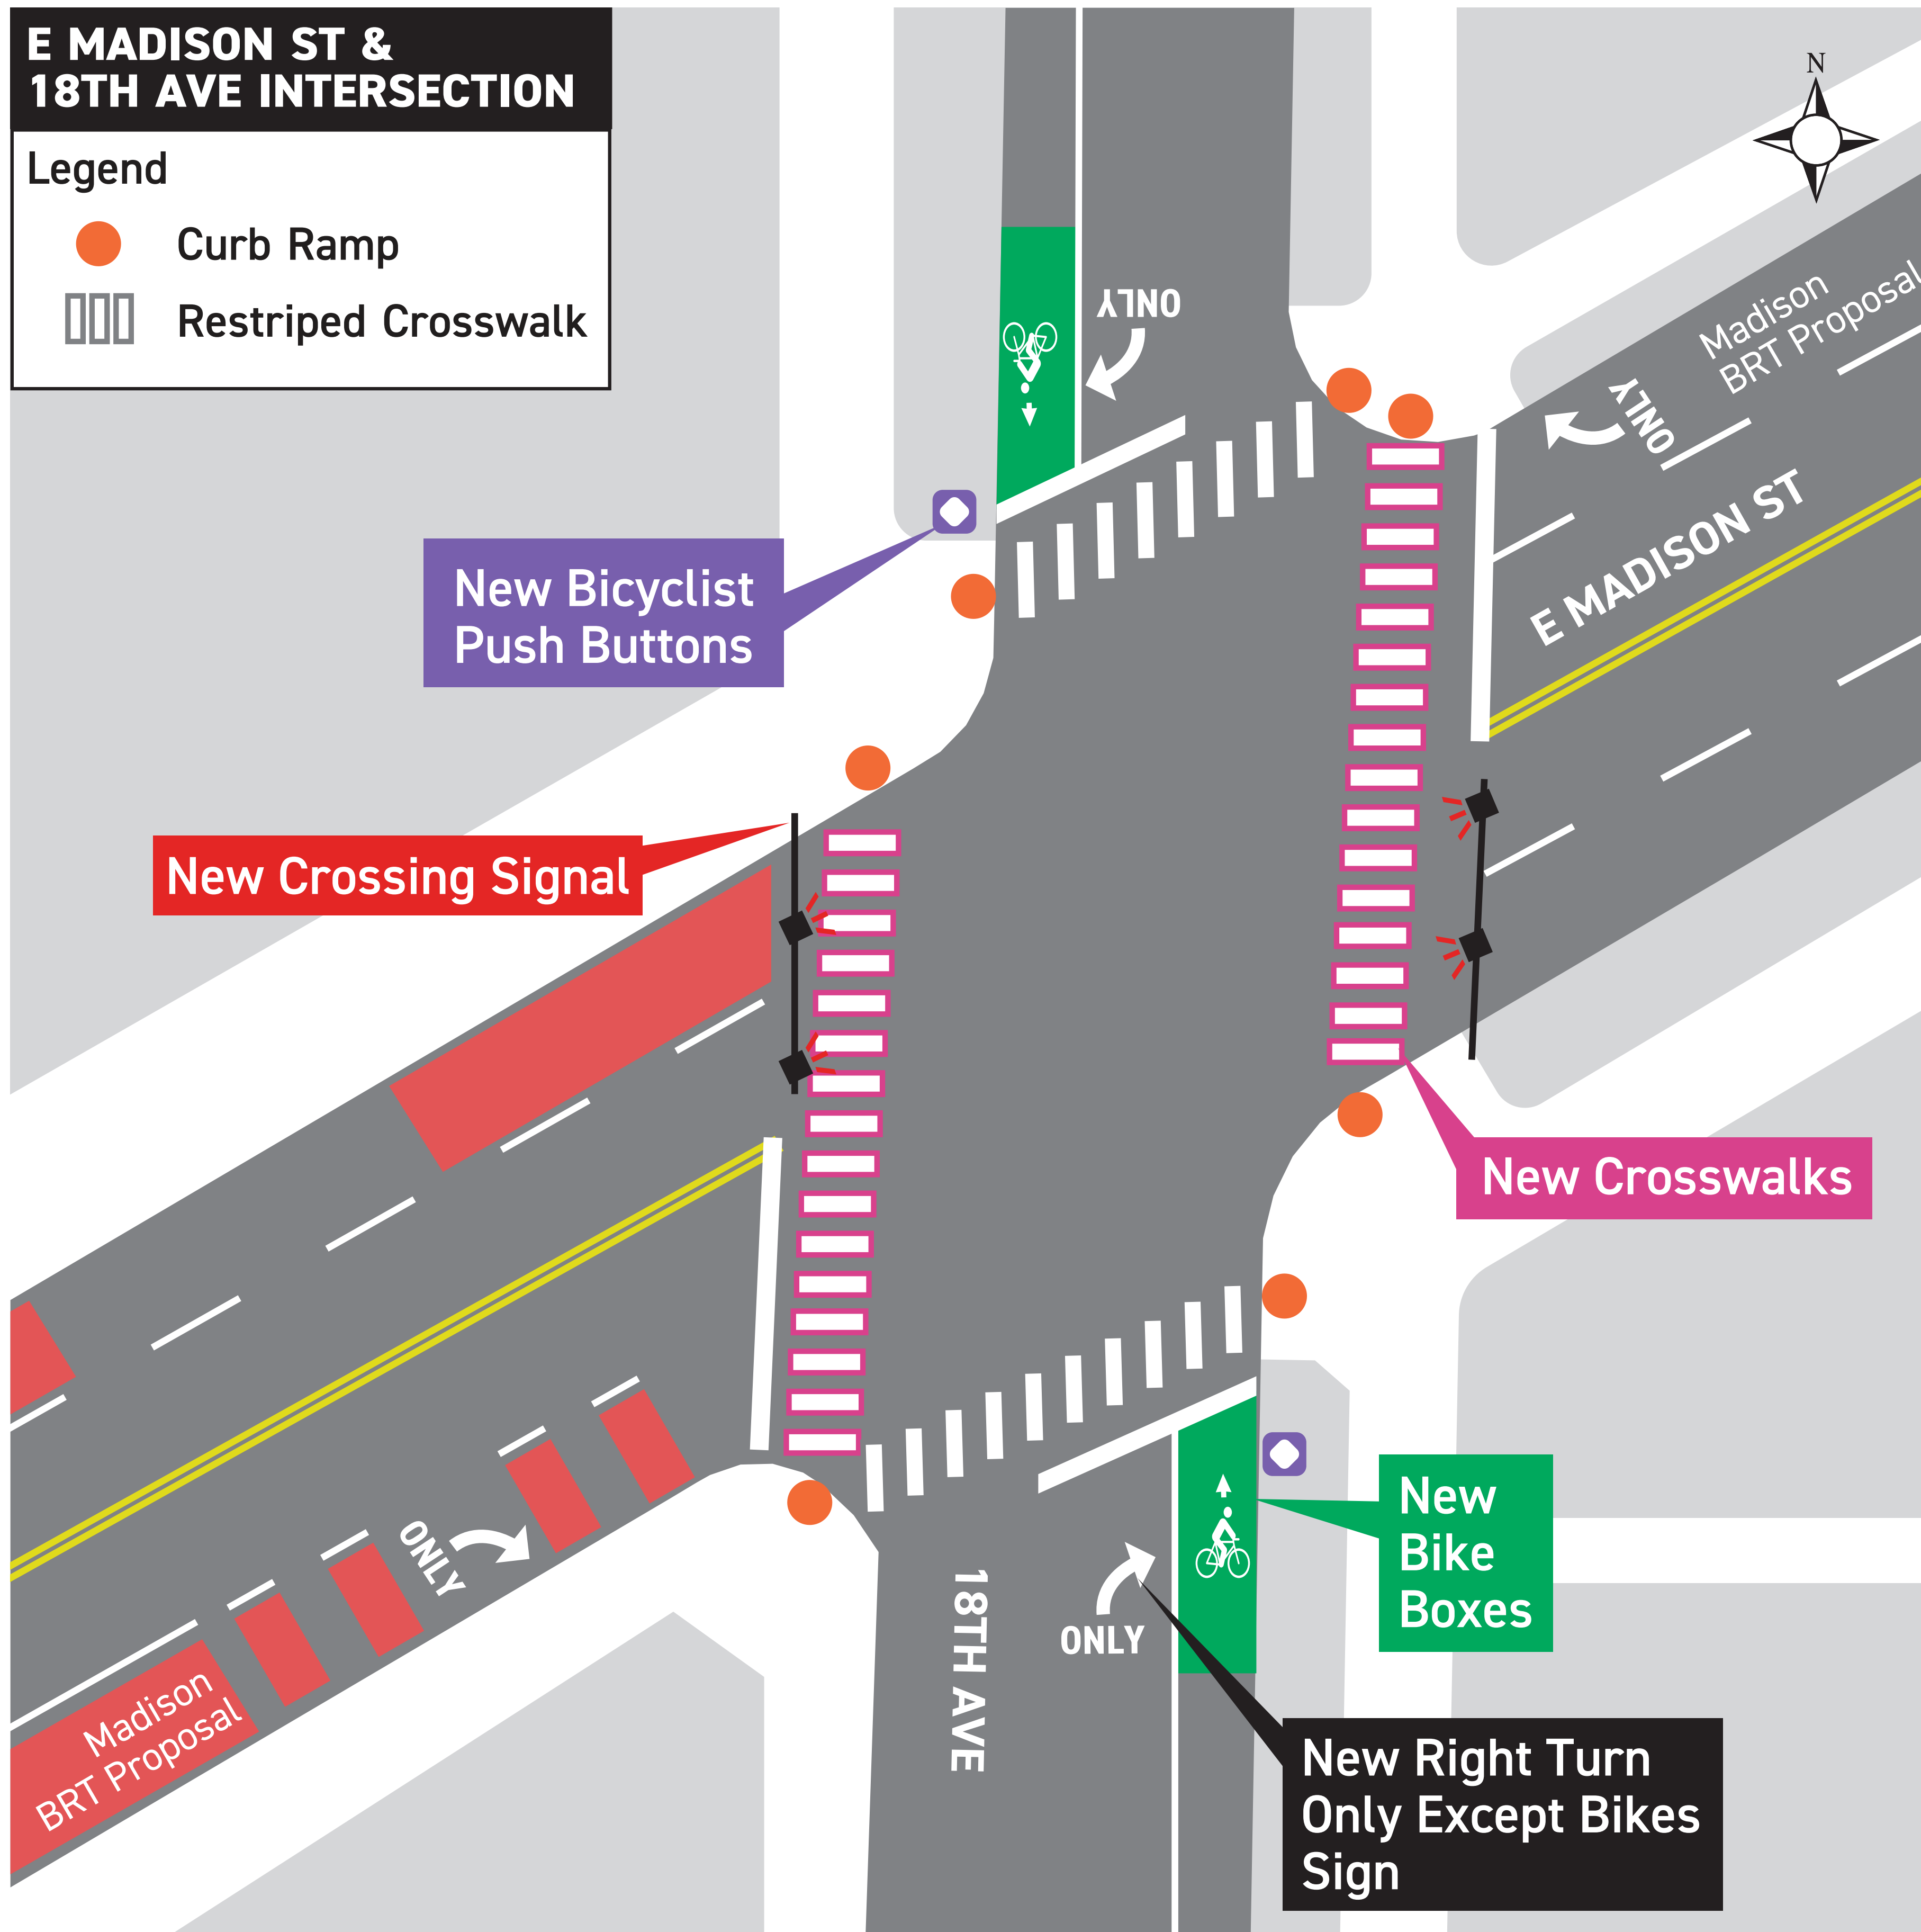 E MADISON ST &
18TH AVE INTERSECTION
Legend
Curb Ramp
Restriped Crosswalk
N
ONLY
Madison
BRT Proposal
ONLY
E MADISON ST
New Bicyclist
Push Buttons
New Crossing Signal
New Crosswalks
New
Bike
Boxes
ONLY
18TH AVE
ONLY
Madison
BRT Proposal
New Right Turn
Only Except Bikes
Sign